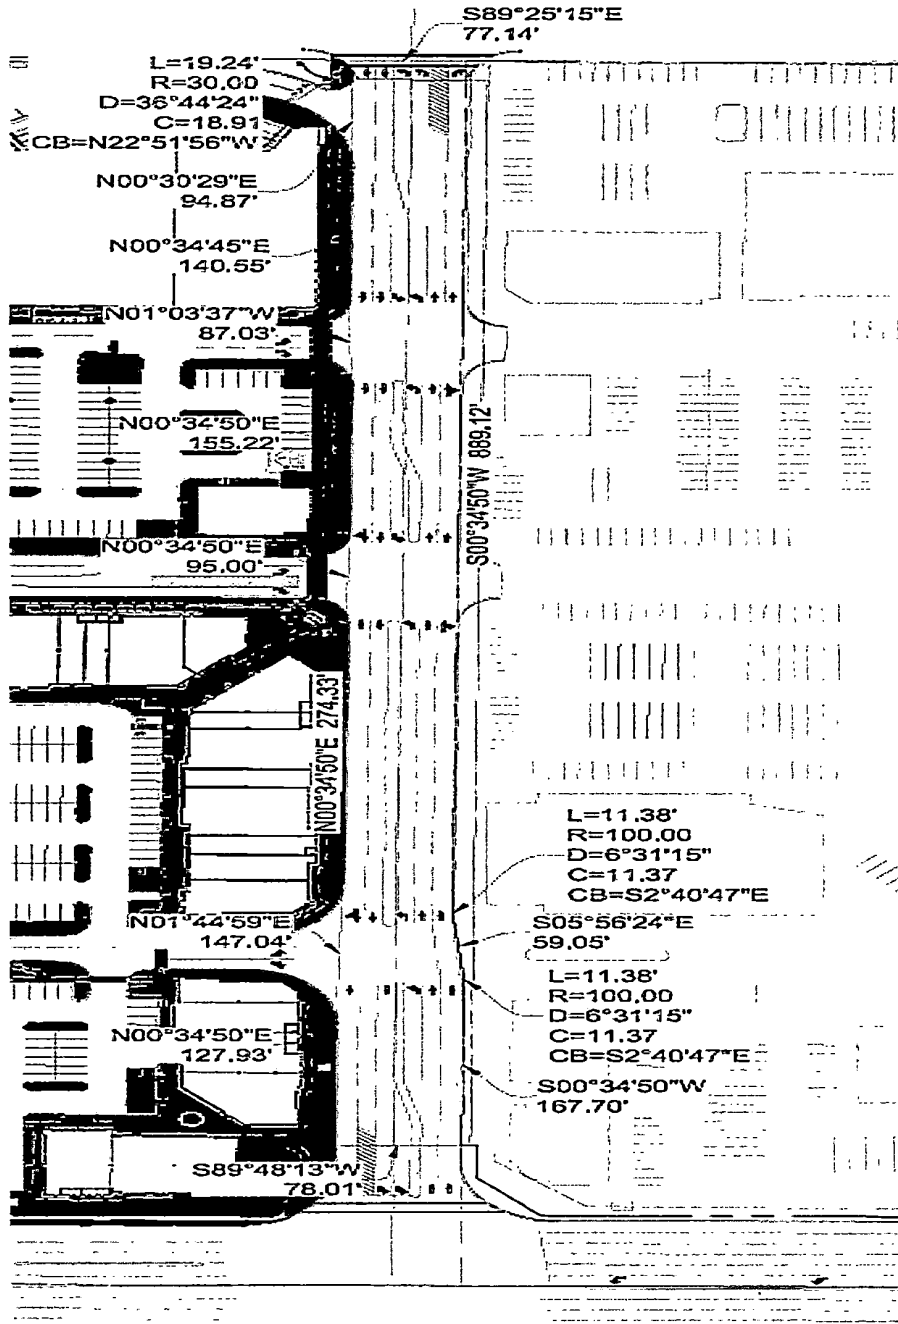 S89°25'15"E
77.14'
L=19.24'
R=30.00
D=36°44'24"
C=18.91
CB=N22°51'56"W
N00°30'29"E
94.87'
N00°34'45"E
140.55'
N01°03'37"W
87.03'
N00°34'50"E
155.22'
S00°34'50"W 889.12'
N00°34'50"E
95.00'
N00°34'50"E 274.33'
L=11.38'
R=100.00
D=6°31'15"
C=11.37
CB=S2°40'47"E
N01°44'59"E
147.04'
S05°56'24"E
59.05'
L=11.38'
R=100.00
D=6°31'15"
C=11.37
CB=S2°40'47"E
N00°34'50"E
127.93'
S00°34'50"W
167.70'
S89°48'13"W
78.01'